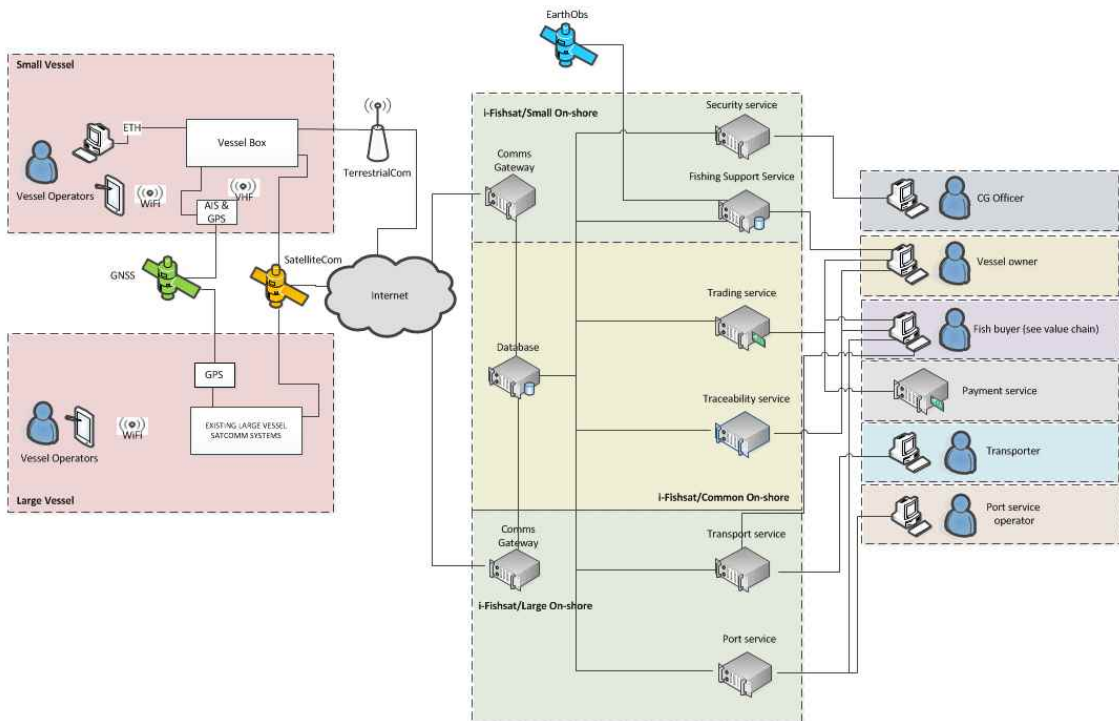 EarthObs
Small Vessel
ETH
Vessel Box
Vessel Operators
WiFi
VHF
AIS &
GPS
TerrestrialCom
GNSS
SatelliteCom
Internet
GPS
EXISTING LARGE VESSEL
SATCOMM SYSTEMS
WiFi
Vessel Operators
Large Vessel
i-Fishsat/Small On-shore
Security service
Comms
Gateway
Fishing Support Service
Trading service
Database
Traceability service
i-Fishsat/Common On-shore
Comms
Gateway
Transport service
i-Fishsat/Large On-shore
Port service
CG Officer
Vessel owner
Fish buyer (see value chain)
Payment service
Transporter
Port service
operator